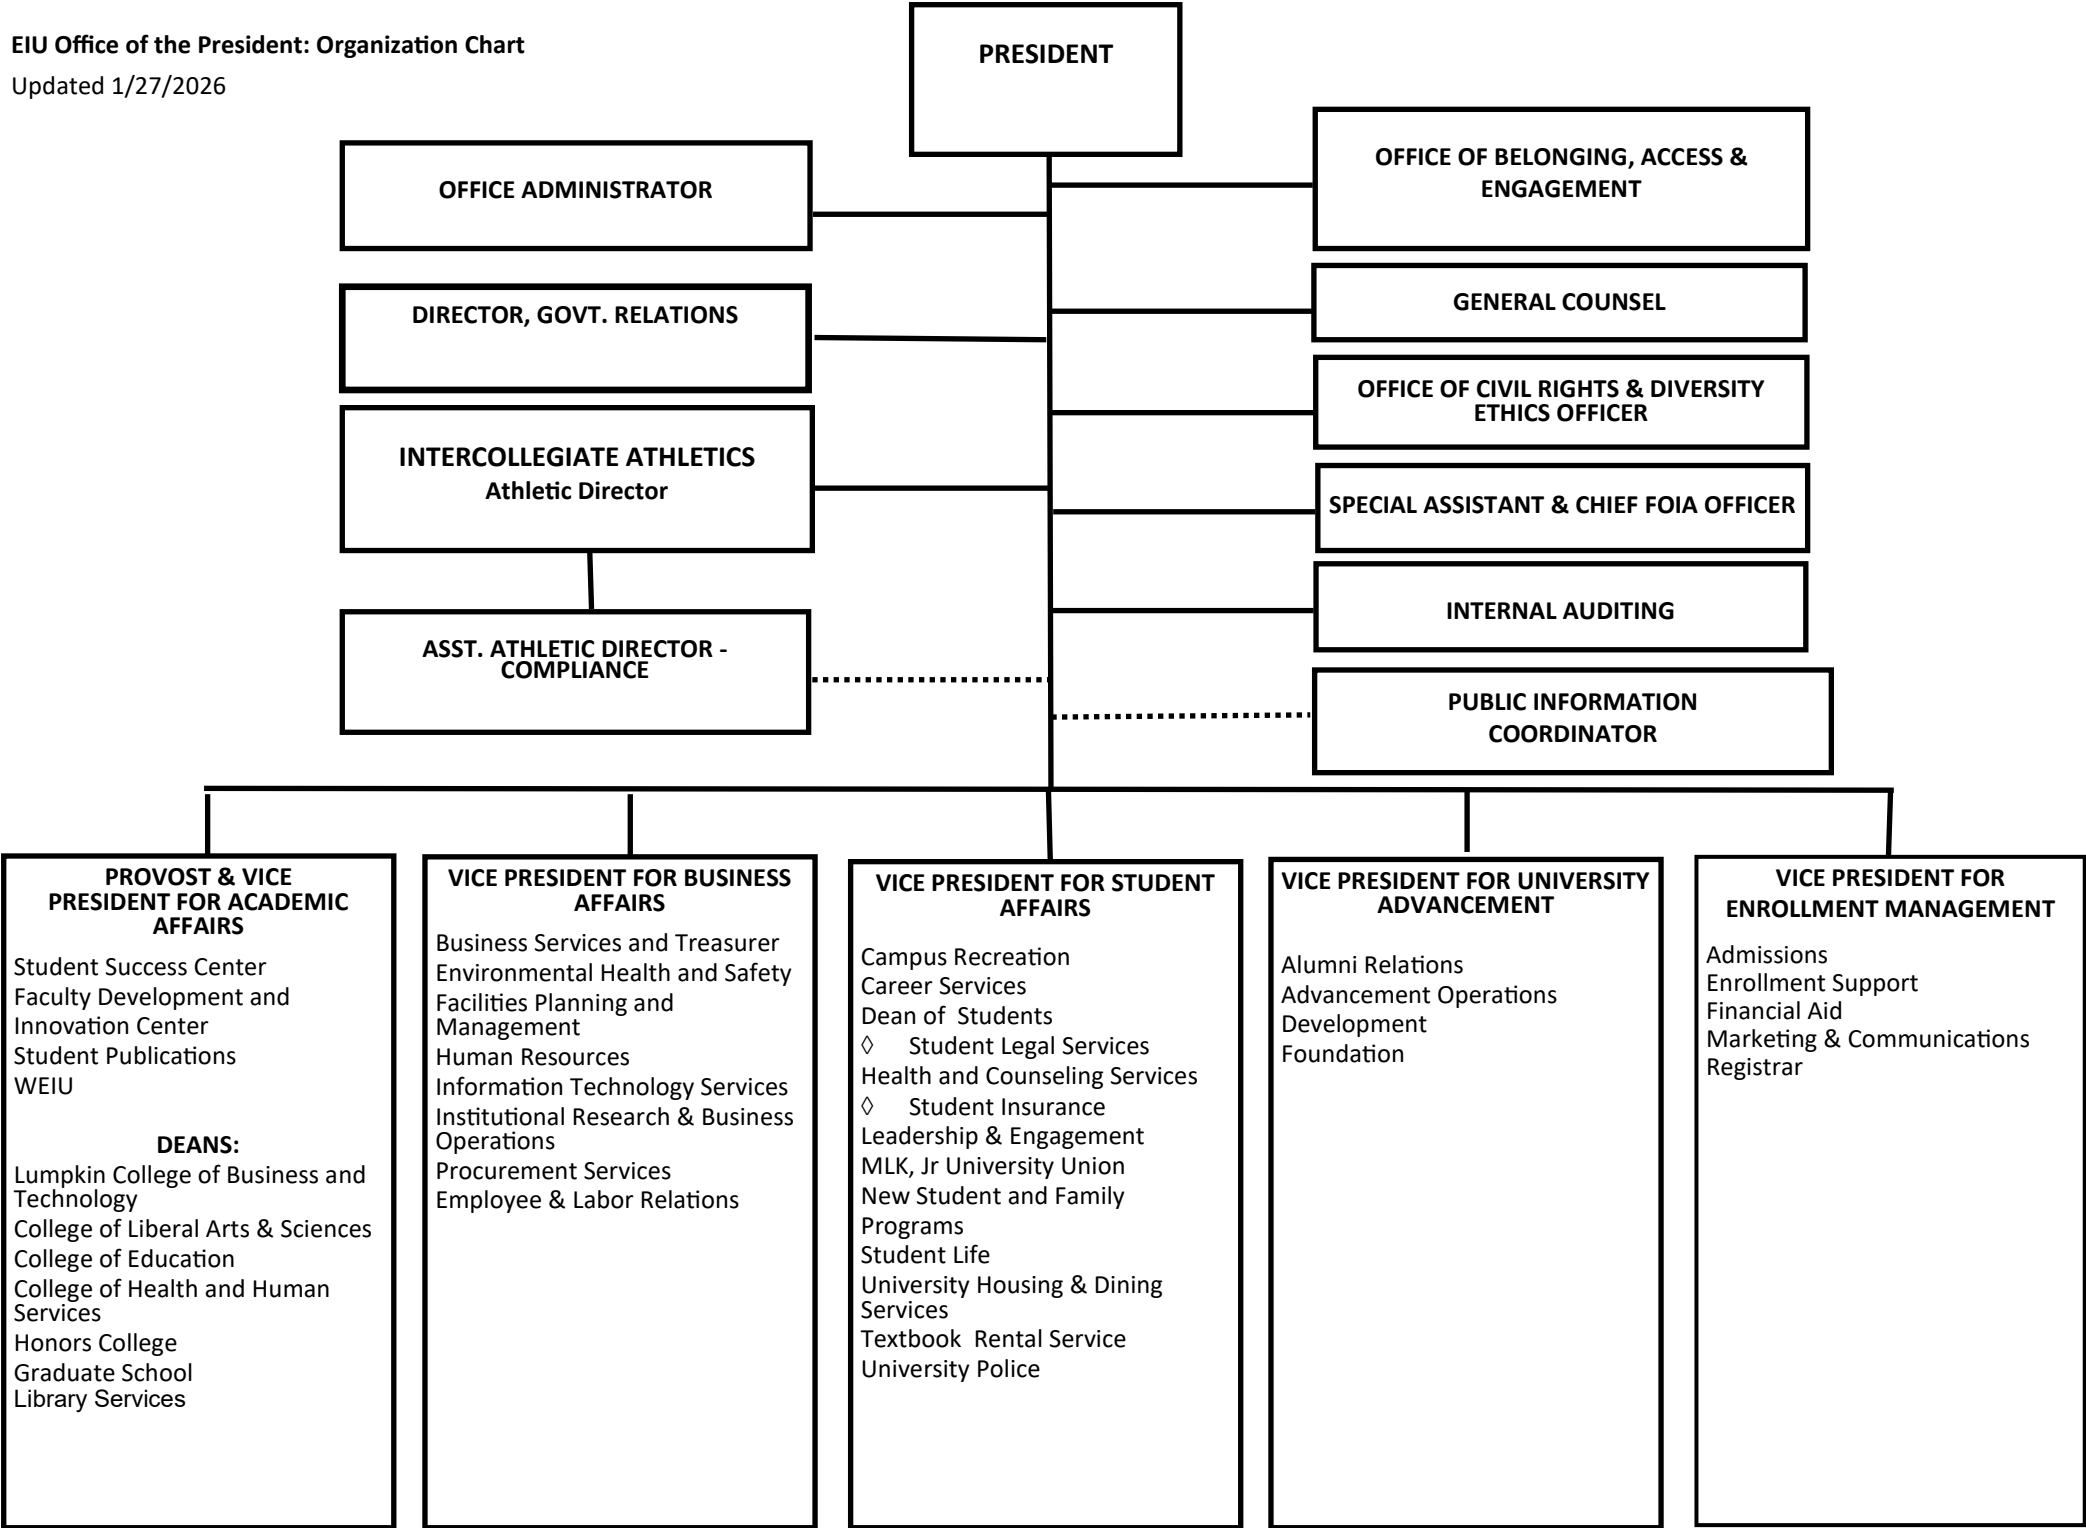 EIU Office of the President: Organization Chart
Updated 1/27/2026
PRESIDENT
OFFICE ADMINISTRATOR
DIRECTOR, GOVT. RELATIONS
INTERCOLLEGIATE ATHLETICS
Athletic Director
ASST. ATHLETIC DIRECTOR -
COMPLIANCE
OFFICE OF BELONGING, ACCESS &
ENGAGEMENT
GENERAL COUNSEL
OFFICE OF CIVIL RIGHTS & DIVERSITY
ETHICS OFFICER
SPECIAL ASSISTANT & CHIEF FOIA OFFICER
INTERNAL AUDITING
PUBLIC INFORMATION
COORDINATOR
PROVOST & VICE
PRESIDENT FOR ACADEMIC
AFFAIRS
Student Success Center
Faculty Development and
Innovation Center
Student Publications
WEIU
DEANS:
Lumpkin College of Business and
Technology
College of Liberal Arts & Sciences
College of Education
College of Health and Human
Services
Honors College
Graduate School
Library Services
VICE PRESIDENT FOR BUSINESS
AFFAIRS
Business Services and Treasurer
Environmental Health and Safety
Facilities Planning and
Management
Human Resources
Information Technology Services
Institutional Research & Business
Operations
Procurement Services
Employee & Labor Relations
VICE PRESIDENT FOR STUDENT
AFFAIRS
Campus Recreation
Career Services
Dean of  Students
◊ Student Legal Services
Health and Counseling Services
◊ Student Insurance
Leadership & Engagement
MLK, Jr University Union
New Student and Family
Programs
Student Life
University Housing & Dining
Services
Textbook  Rental Service
University Police
VICE PRESIDENT FOR UNIVERSITY
ADVANCEMENT
Alumni Relations
Advancement Operations
Development
Foundation
VICE PRESIDENT FOR
ENROLLMENT MANAGEMENT
Admissions
Enrollment Support
Financial Aid
Marketing & Communications
Registrar